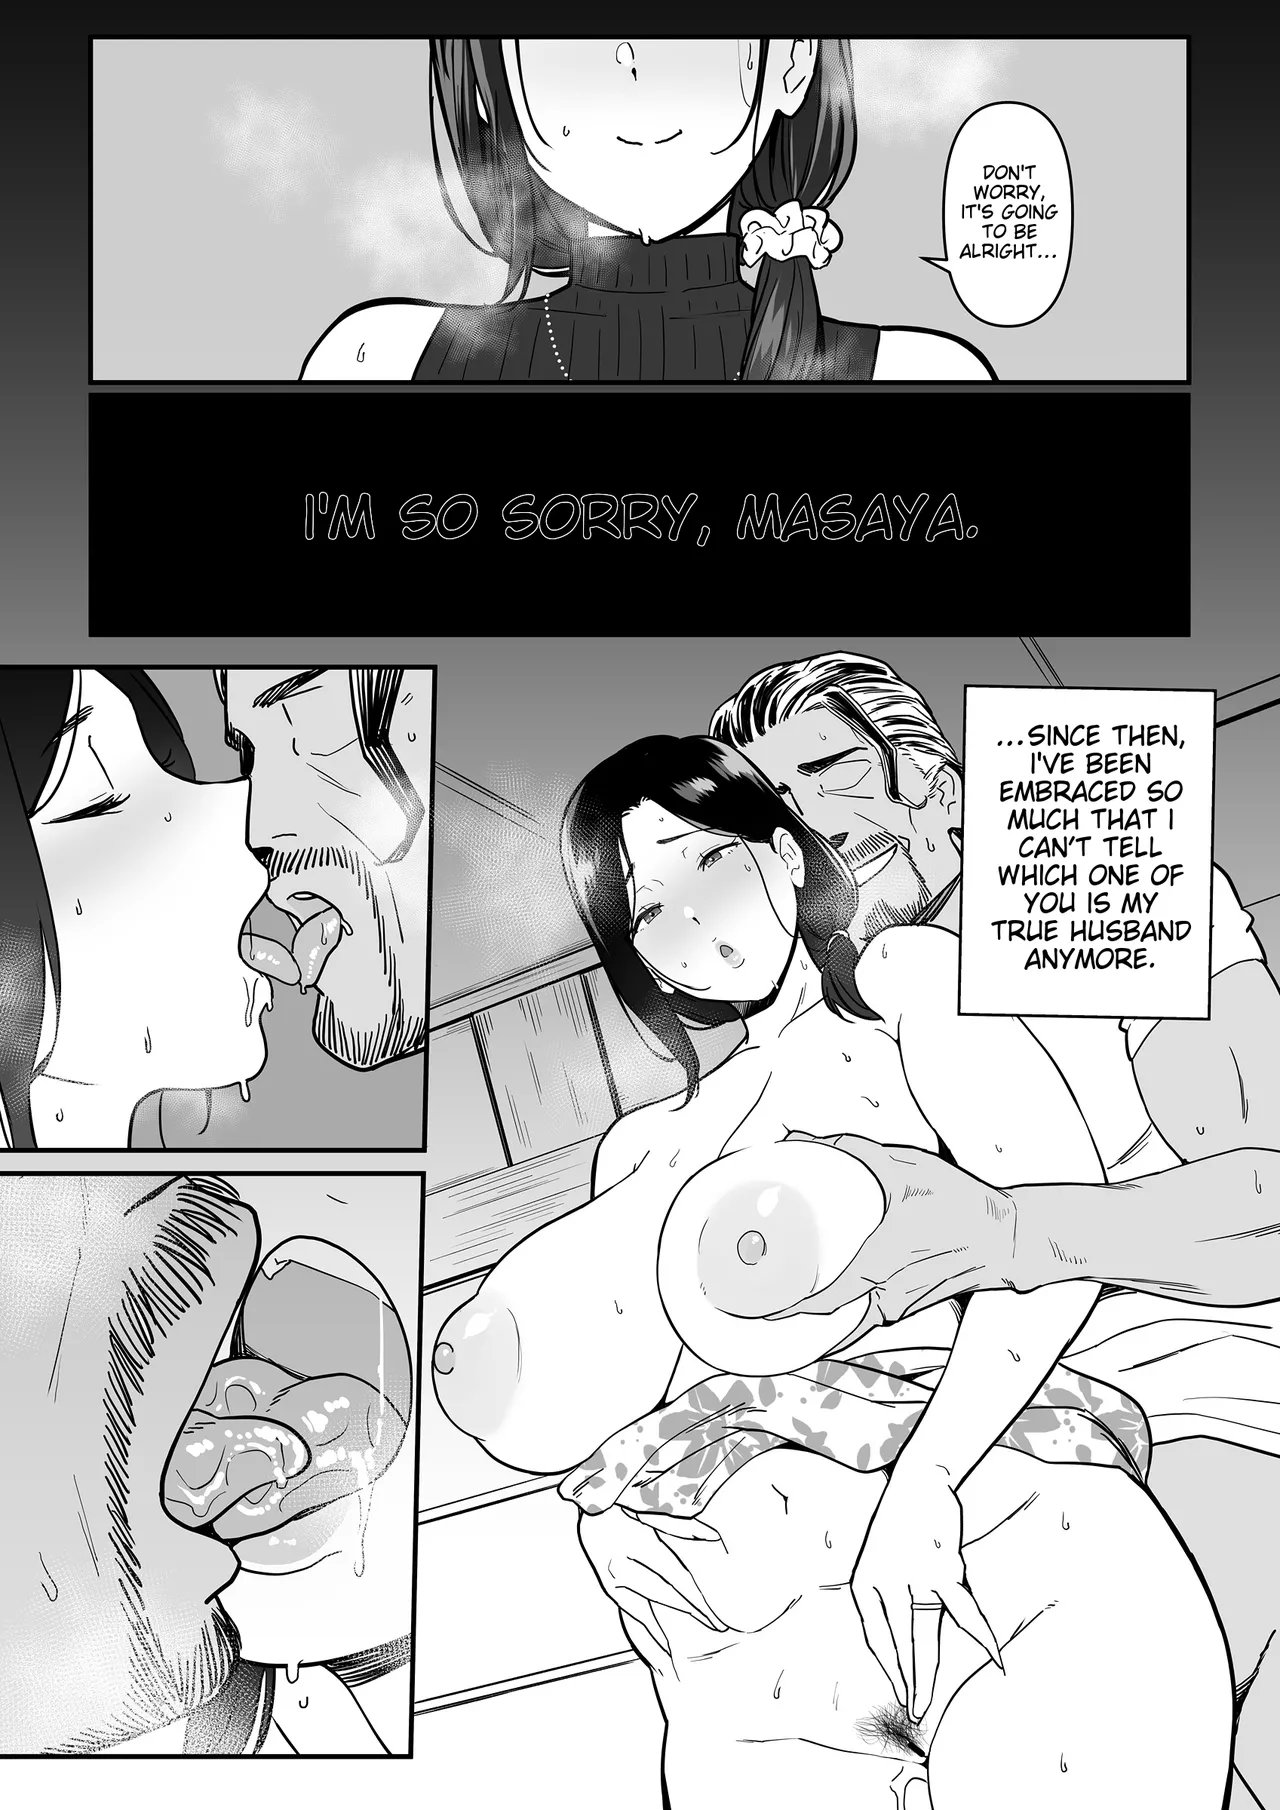 DON'T
WORRY,
IT'S GOING
TO BE
ALRIGHT...
I'M SO SORRY, MASAYA.
...SINCE THEN,
I'VE BEEN
EMBRACED SO
MUCH THAT I
CAN'T TELL
WHICH ONE OF
YOU IS MY
TRUE HUSBAND
ANYMORE.